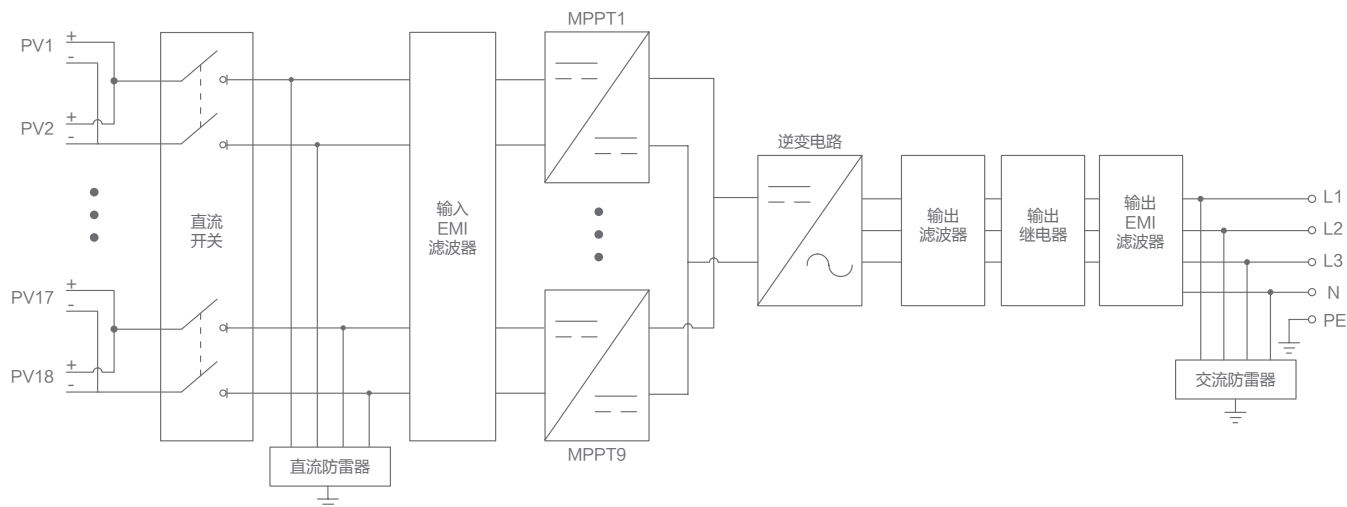 PV1
+
-
PV2
+
-
PV17
+
-
PV18
+
-
直流
开关
直流防雷器
输入
EMI
滤波器
MPPT1
MPPT9
逆变电路
输出
滤波器
输出
继电器
输出
EMI
滤波器
L1
L2
L3
N
PE
交流防雷器